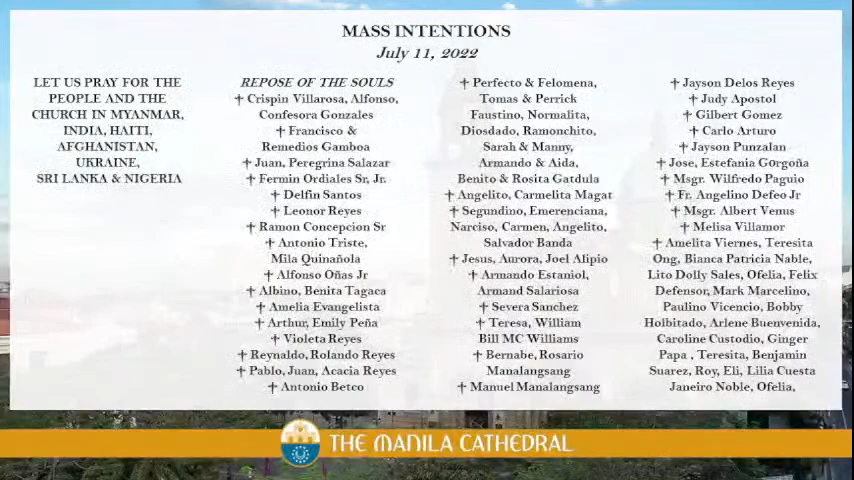 MASS INTENTIONS
July 11, 2022
LET US PRAY FOR THE
PEOPLE AND THE
CHURCH IN MYANMAR,
INDIA, HAITI,
AFGHANISTAN,
UKRAINE,
SRI LANKA & NIGERIA
REPOSE OF THE SOULS
✝ Crispin Villarosa, Alfonso,
Confesora Gonzales
✝ Francisco &
Remedios Gamboa
✝ Juan, Peregrina Salazar
✝ Fermin Ordiales Sr, Jr.
✝ Delfin Santos
✝ Leonor Reyes
✝ Ramon Concepcion Sr
✝ Antonio Triste,
Mila Quinañola
✝ Alfonso Oñas Jr
✝ Albino, Benita Tagaca
✝ Amelia Evangelista
✝ Arthur, Emily Peña
✝ Violeta Reyes
✝ Reynaldo, Rolando Reyes
✝ Pablo, Juan, Acacia Reyes
✝ Antonio Betco
✝ Perfecto & Felomena,
Tomas & Perrick
Faustino, Normalita,
Diosdado, Ramonchito,
Sarah & Manny,
Armando & Aida,
Benito & Rosita Gatdula
✝ Angelito, Carmelita Magat
✝ Segundino, Emerenciana,
Narciso, Carmen, Angelito,
Salvador Banda
✝ Jesus, Aurora, Joel Alipio
✝ Armando Estaniol,
Armand Salariosa
✝ Severa Sanchez
✝ Teresa, William
Bill MC Williams
✝ Bernabe, Rosario
Manalangsang
✝ Manuel Manalangsang
✝ Jayson Delos Reyes
✝ Judy Apostol
✝ Gilbert Gomez
✝ Carlo Arturo
✝ Jayson Punzalan
✝ Jose, Estefania Gorgoña
✝ Msgr. Wilfredo Paguio
✝ Fr. Angelino Defeo Jr
✝ Msgr. Albert Venus
✝ Melisa Villamor
✝ Amelita Viernes, Teresita
Ong, Bianca Patricia Nable,
Lito Dolly Sales, Ofelia, Felix
Defensor, Mark Marcelino,
Paulino Vicencio, Bobby
Holbitado, Arlene Buenvenida,
Caroline Custodio, Ginger
Papa , Teresita, Benjamin
Suarez, Roy, Eli, Lilia Cuesta
Janeiro Noble, Ofelia,
THE MANILA CATHEDRAL